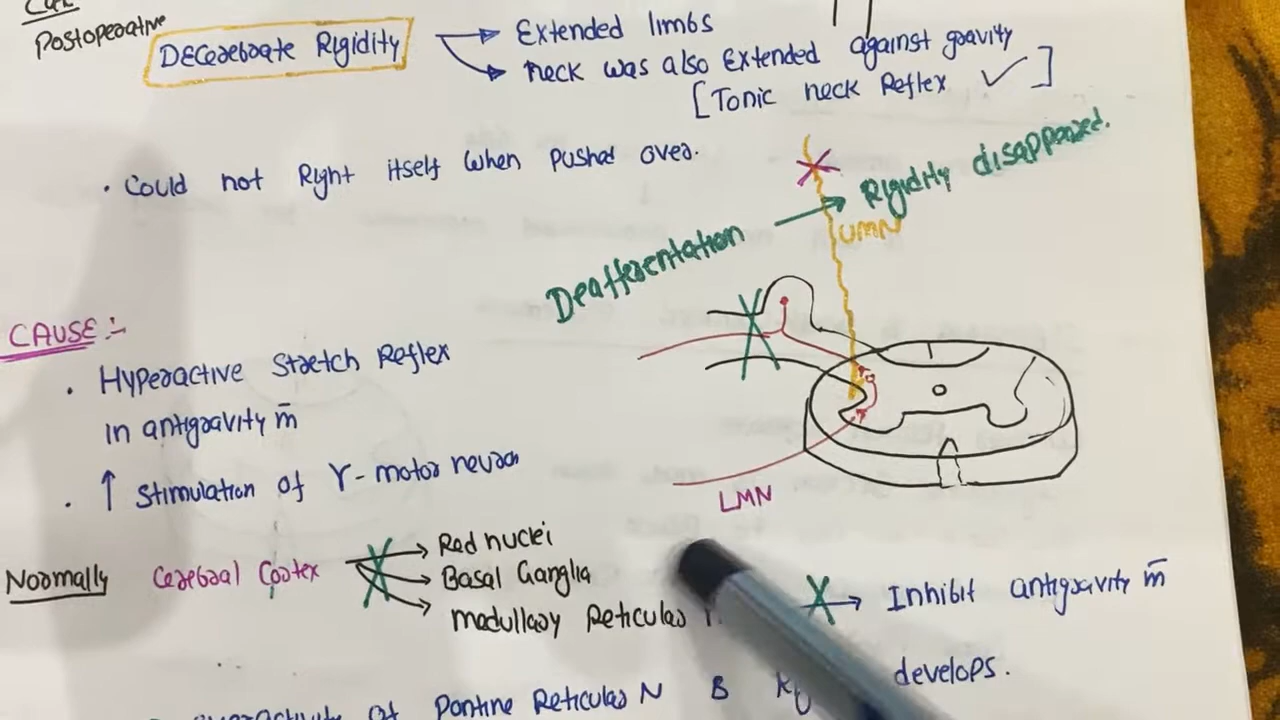 Postoperative
Decerebrate Rigidity
Extended limbs
neck was also Extended against gravity
[Tonic neck Reflex ✓]
. Could not Right itself when pushed over.
Deafferentation → Rigidity disappeared.
UMN
CAUSE :-
. Hyperactive Stretch Reflex
in antigravity m̄
. ↑ stimulation of γ-motor neuron
LMN
Normally Cerebral Cortex
Red nuclei
Basal Ganglia
medullary Reticular
→ Inhibit antigravity m̄
of Pontine Reticular N develops.